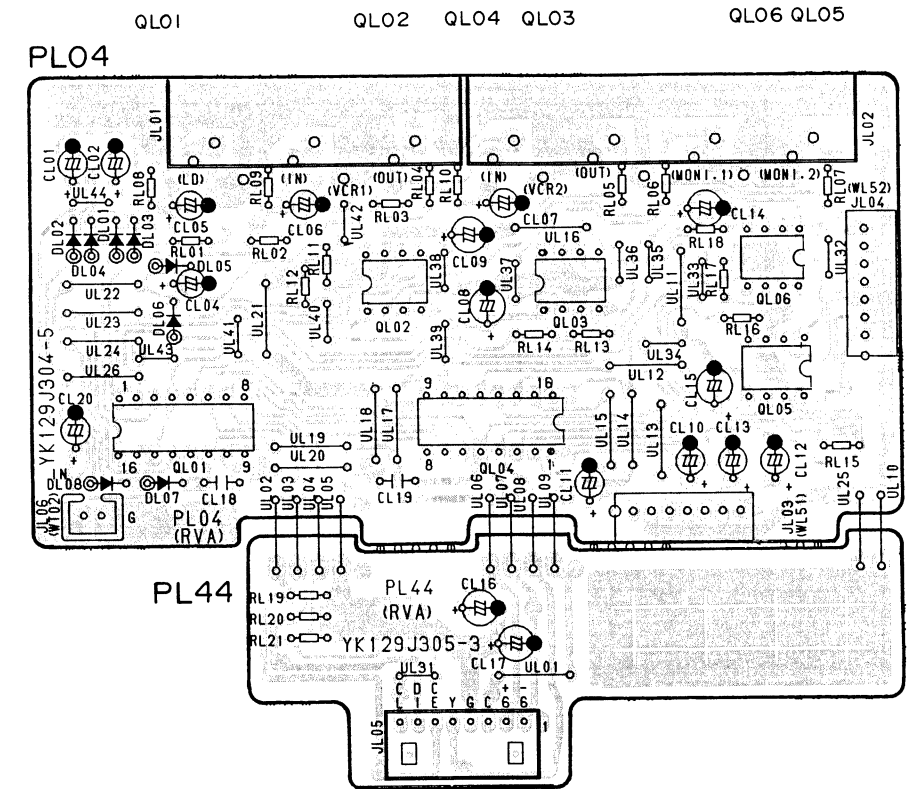 QL01 QL02 QL04 QL03 QL06 QL05
PL04
JL01 JL02
CL01 CL02 RL08 (LD) RL09 (IN) (VCR1) (OUT) RL04 RL10 (IN) (VCR2) (OUT) RL05 RL06 (MONI.1) (MONI.2) RL07 (WL52)
JL04
UL44
CL05 CL06 UL42 RL03 CL07 CL14
DL02 DL01 DL03 RL01 RL02 RL11 CL09 UL16 RL18
DL04 DL05 RL12 UL38 UL37 UL36 UL35 UL11 UL33 RL17 UL32
UL22 CL04 UL21 CL08 QL06
UL23 DL06 UL41 UL40 QL02 UL39 QL03 RL16
UL24 UL43 RL14 RL13 UL34
UL26 UL12 CL15
YK129J304-5
1 8 9 16 QL05
CL20 UL18 UL17 UL15 UL14 UL13 CL10 CL13 CL12
UL19
UL20
16 QL01 9 8 QL04 1 RL15
LN
DL08 DL07 CL18 UL02 UL03 UL04 UL05 CL19 UL06 UL07 UL08 UL09 CL11 UL25 UL10
JL06
(WT02)
G
PL04
(RVA)
JL03
(WL51)
PL44
PL44
(RVA)
CL16
RL19
RL20
RL21
YK129J305-3
CL17 UL01
UL31
C D C + -
L I E Y G C 6 6
JL05 1